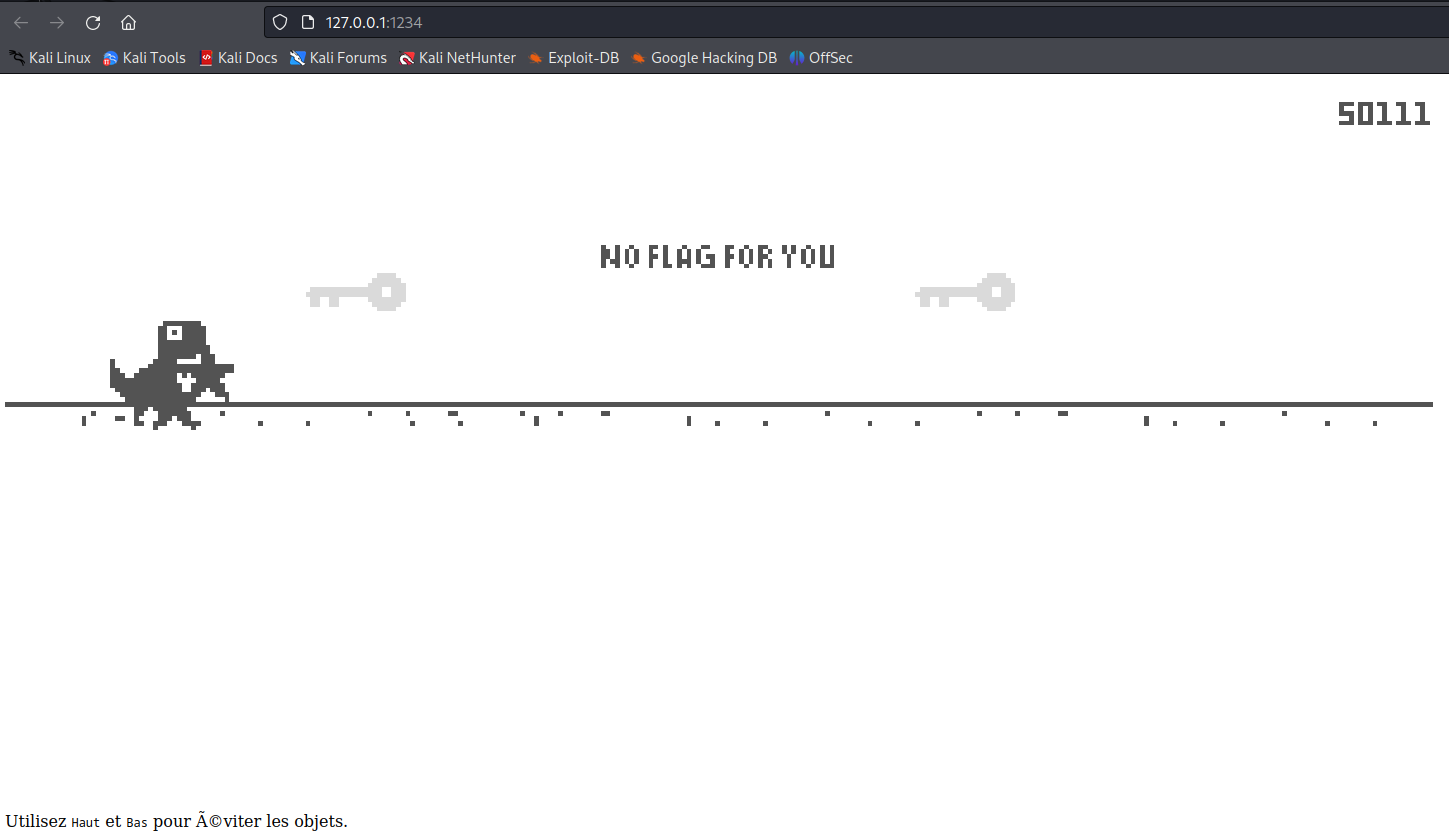 127.0.0.1:1234
Kali Linux Kali Tools Kali Docs Kali Forums Kali NetHunter Exploit-DB Google Hacking DB OffSec
50111
NO FLAG FOR YOU
Utilisez Haut et Bas pour Ã©viter les objets.